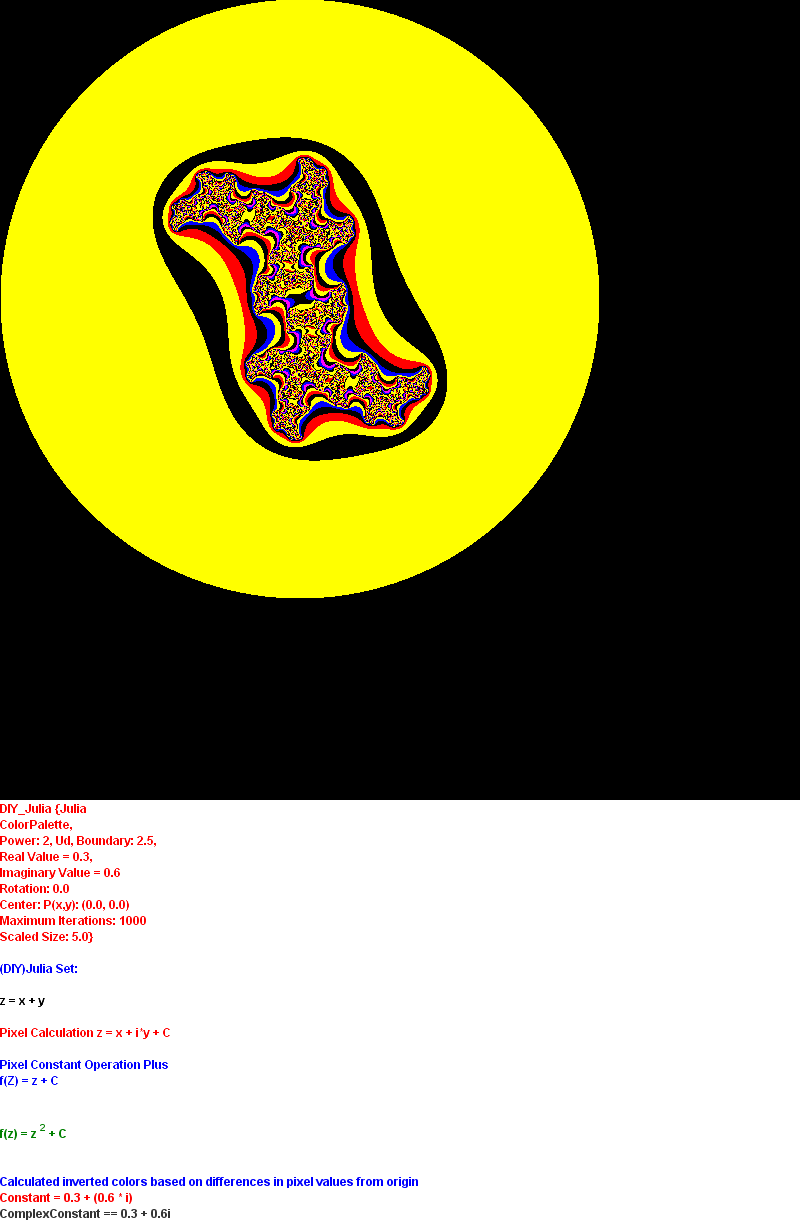 DIY_Julia {Julia
ColorPalette,
Power: 2, Ud, Boundary: 2.5,
Real Value = 0.3,
Imaginary Value = 0.6
Rotation: 0.0
Center: P(x,y): (0.0, 0.0)
Maximum Iterations: 1000
Scaled Size: 5.0}
(DIY)Julia Set:
z = x + y
Pixel Calculation z = x + i*y + C
Pixel Constant Operation Plus
f(Z) = z + C
f(z) = z ² + C
Calculated inverted colors based on differences in pixel values from origin
Constant = 0.3 + (0.6 * i)
ComplexConstant == 0.3 + 0.6i